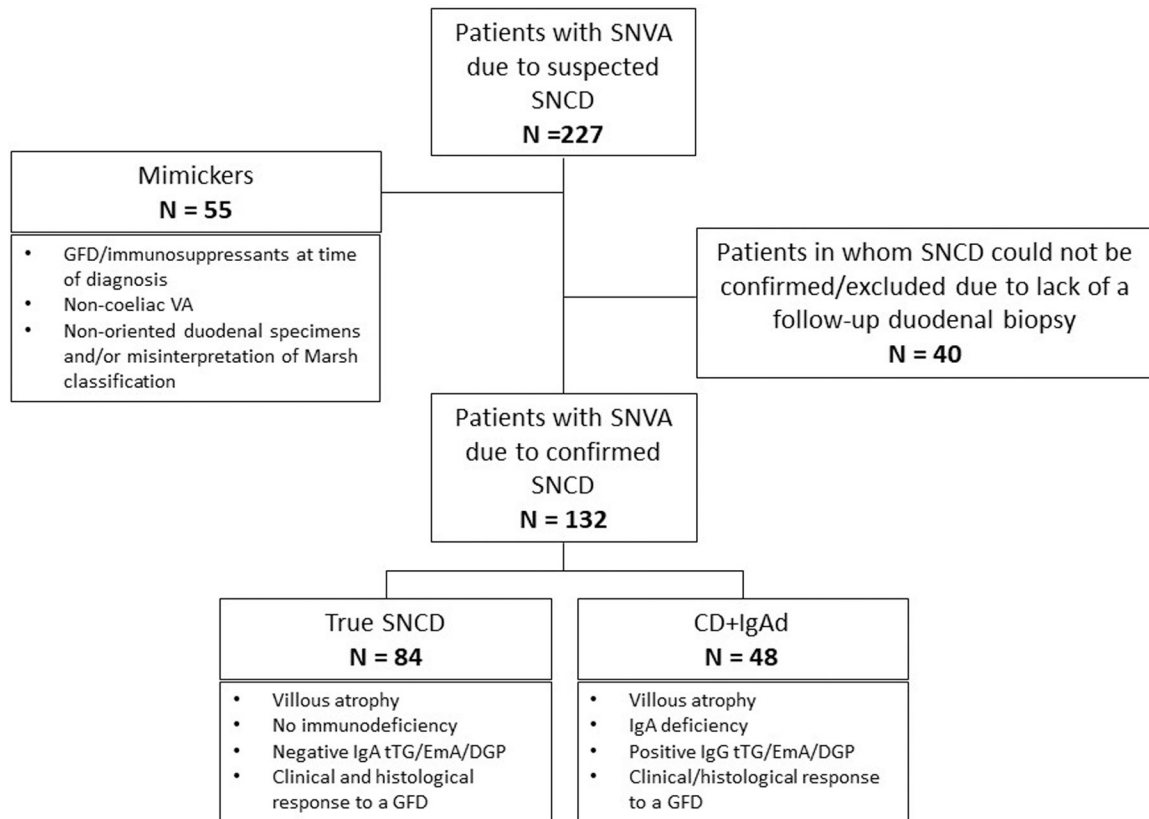 Patients with SNVA
due to suspected
SNCD
N =227
Mimickers
N = 55
• GFD/immunosuppressants at time
of diagnosis
• Non-coeliac VA
• Non-oriented duodenal specimens
and/or misinterpretation of Marsh
classification
Patients in whom SNCD could not be
confirmed/excluded due to lack of a
follow-up duodenal biopsy
N = 40
Patients with SNVA
due to confirmed
SNCD
N = 132
True SNCD
N = 84
• Villous atrophy
• No immunodeficiency
• Negative IgA tTG/EmA/DGP
• Clinical and histological
response to a GFD
CD+IgAd
N = 48
• Villous atrophy
• IgA deficiency
• Positive IgG tTG/EmA/DGP
• Clinical/histological response
to a GFD